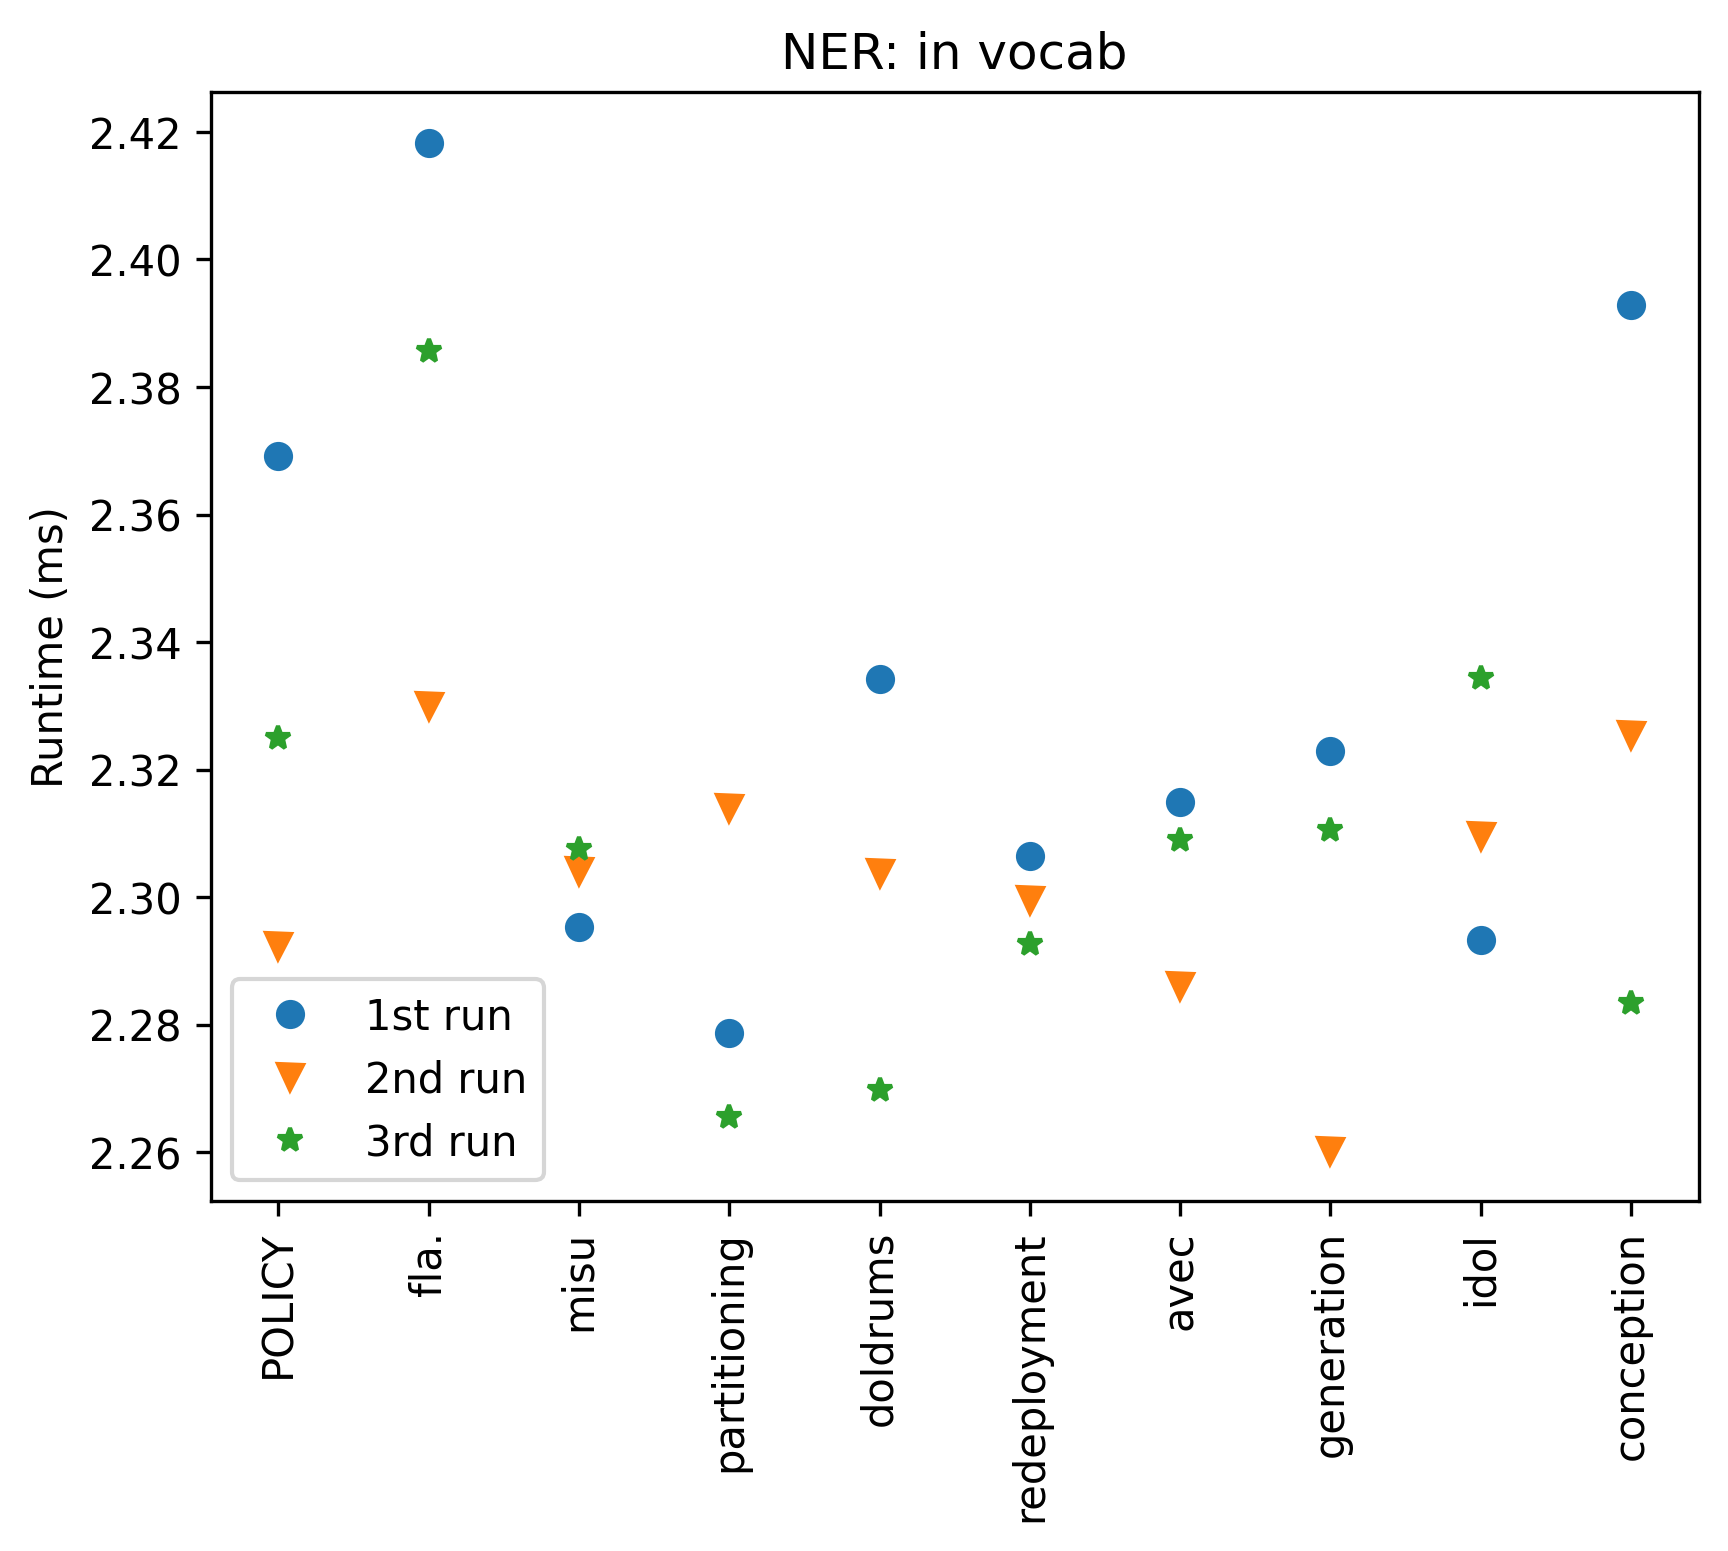 NER: in vocab
Runtime (ms)
2.42
2.40
2.38
2.36
2.34
2.32
2.30
2.28
2.26
1st run
2nd run
3rd run
POLICY
fla.
misu
partitioning
doldrums
redeployment
avec
generation
idol
conception